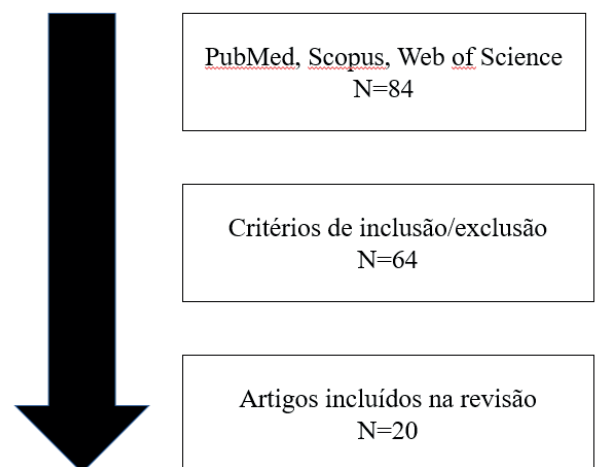 PubMed, Scopus, Web of Science
N=84
Critérios de inclusão/exclusão
N=64
Artigos incluídos na revisão
N=20